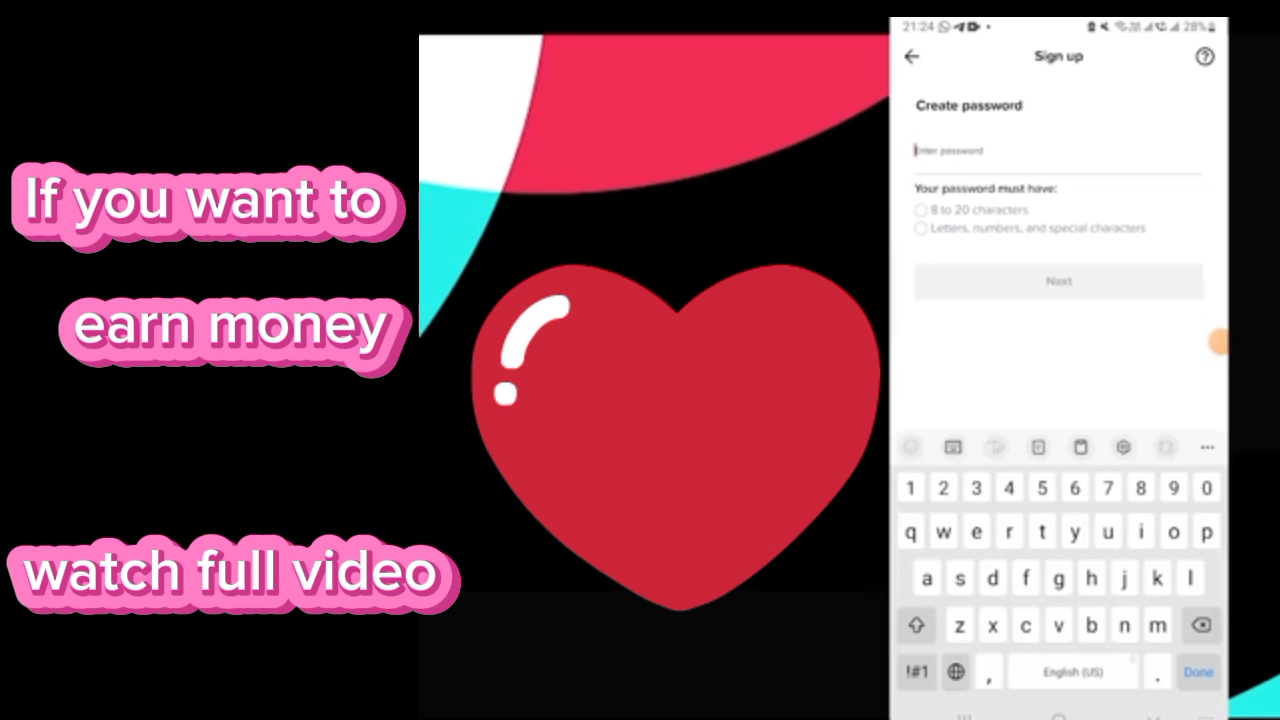 If you want to
earn money
watch full video
21:24
28%
Sign up
Create password
Enter password
Your password must have:
8 to 20 characters
Letters, numbers, and special characters
Next
1 2 3 4 5 6 7 8 9 0
q w e r t y u i o p
a s d f g h j k l
z x c v b n m
!#1 , English (US) . Done